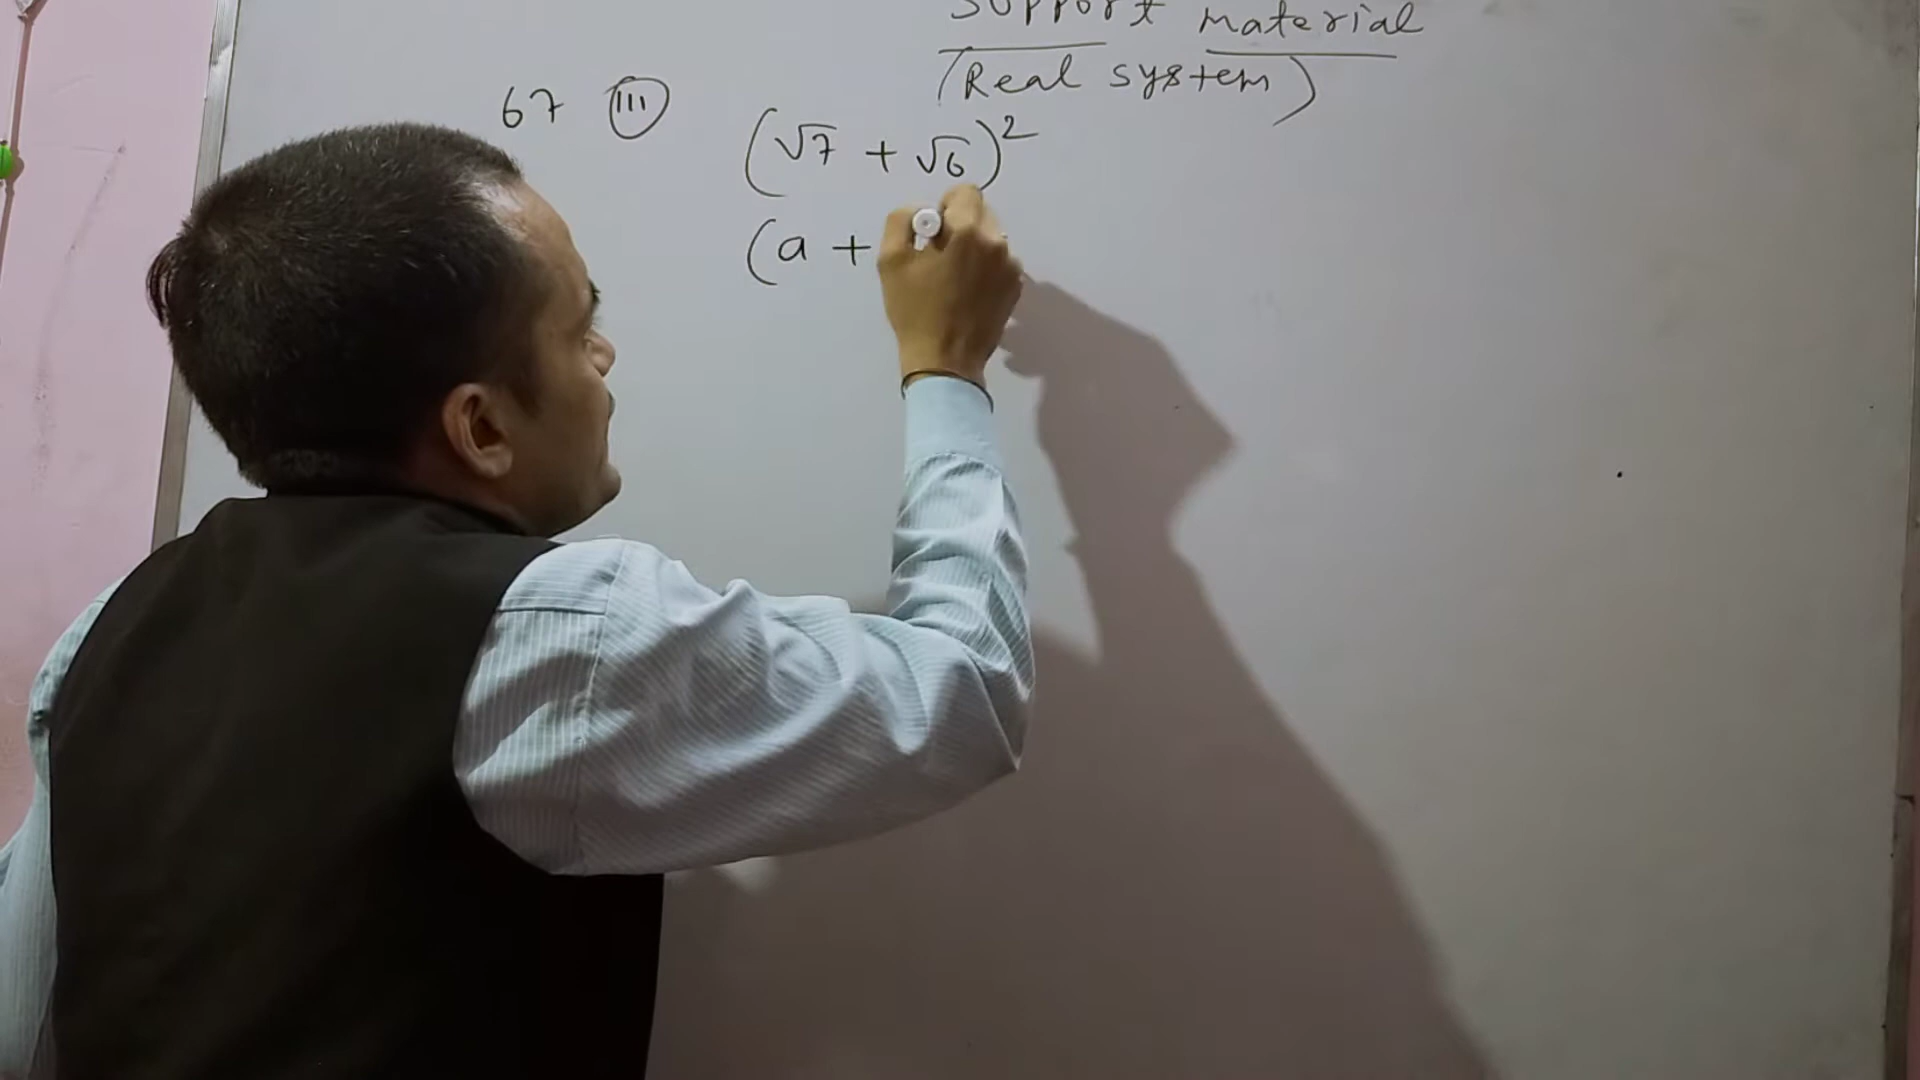 Support material
(Real system)
67 (III)
(√7 + √6)²
(a +